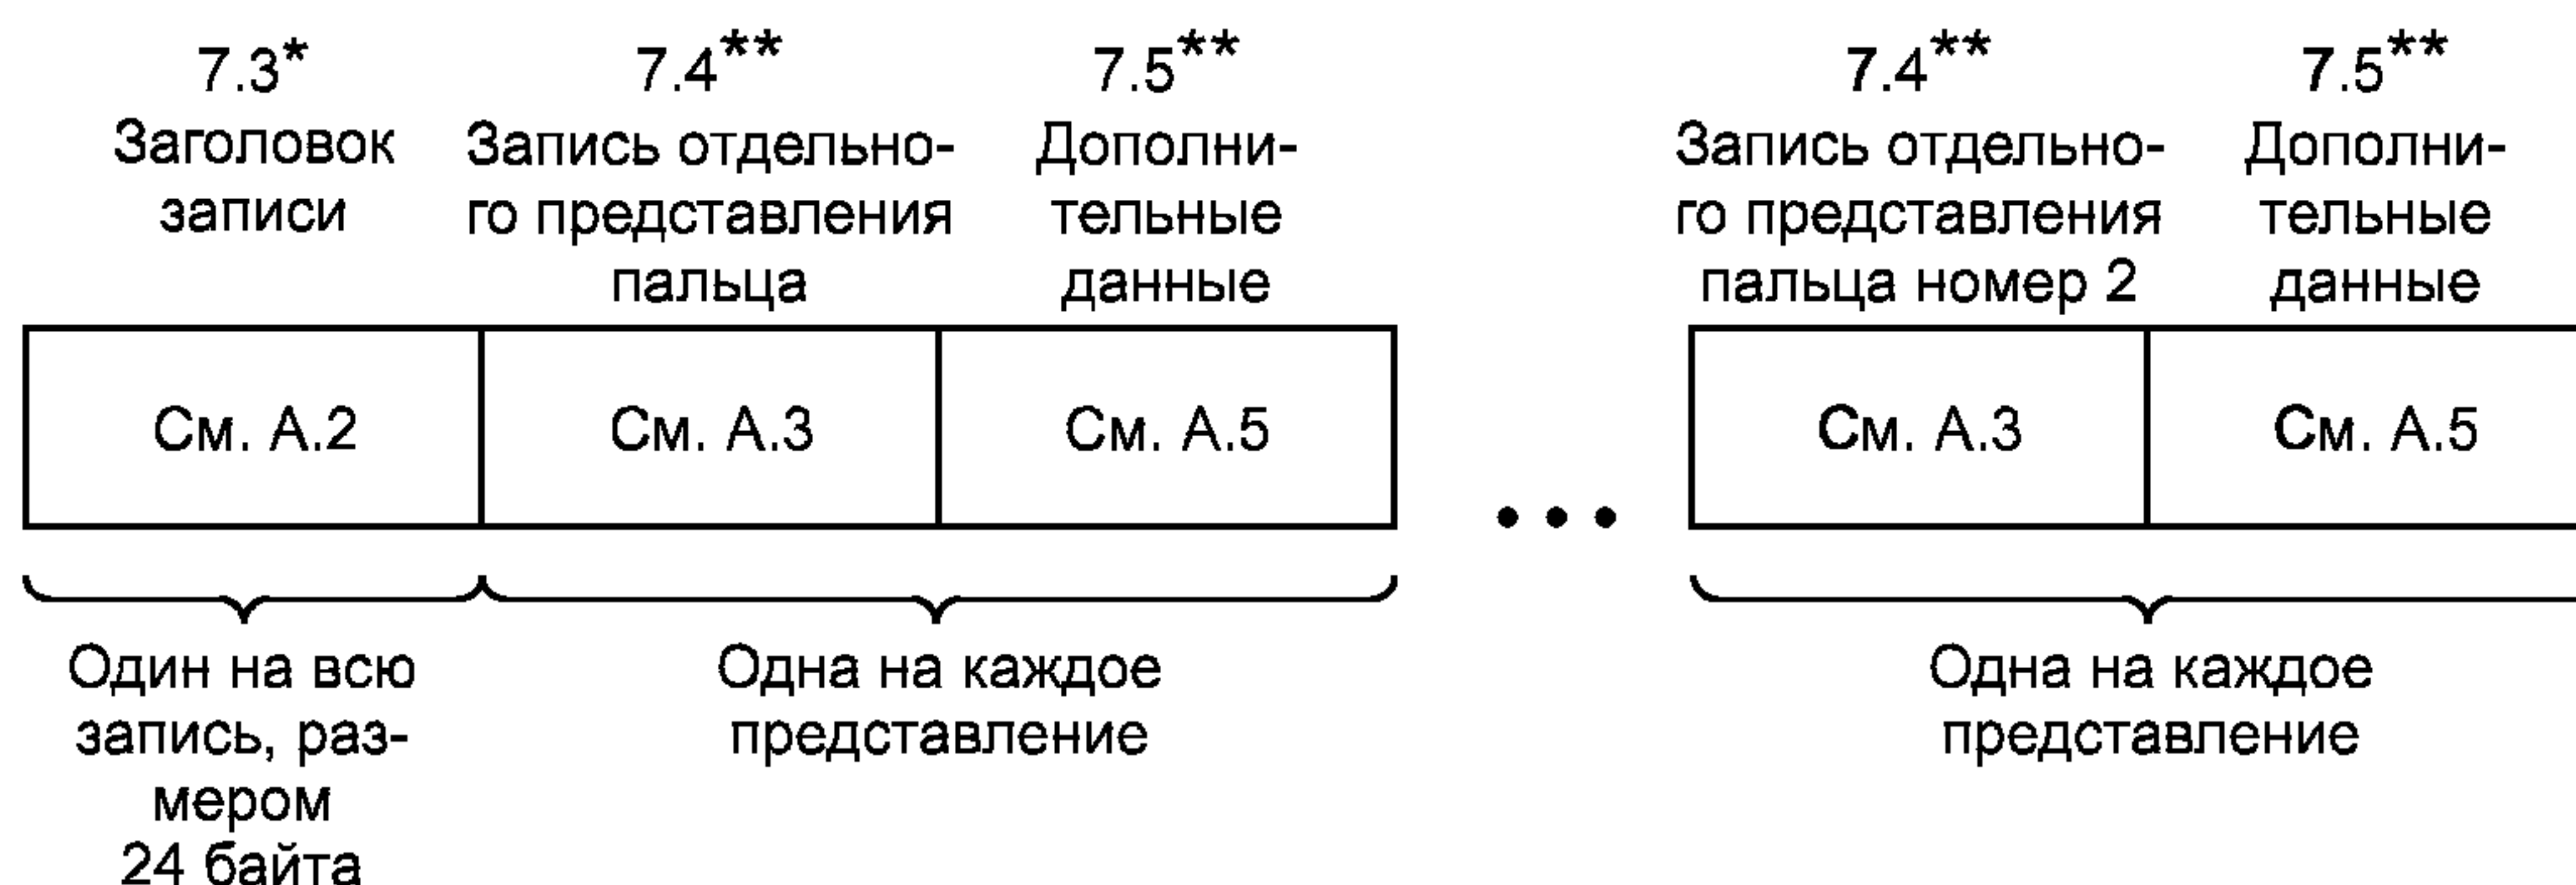 7.3*
Заголовок
записи
7.4**
Запись отдельно-
го представления
пальца
7.5**
Дополни-
тельные
данные
7.4**
Запись отдельно-
го представления
пальца номер 2
7.5**
Дополни-
тельные
данные
См. А.2
См. А.3
См. А.5
См. А.3
См. А.5
Один на всю
запись, раз-
мером
24 байта
Одна на каждое
представление
Одна на каждое
представление